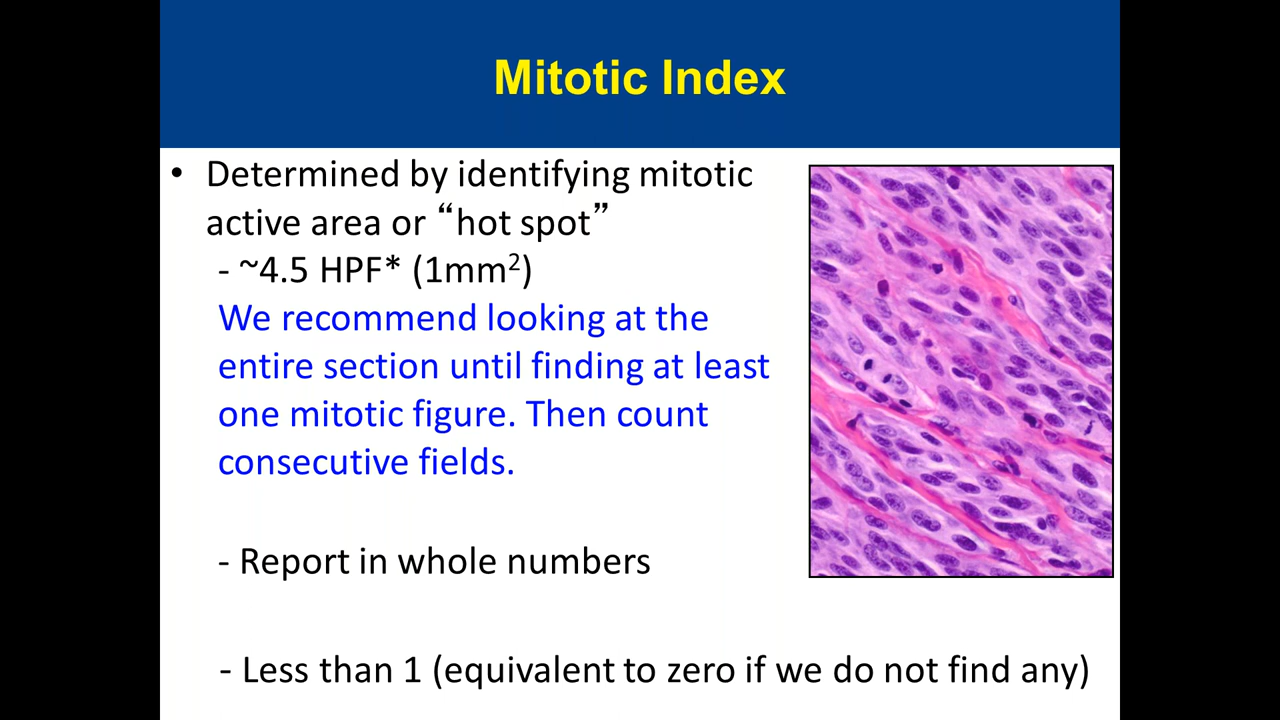 Mitotic Index
• Determined by identifying mitotic
active area or “hot spot”
- ~4.5 HPF* (1mm²)
We recommend looking at the
entire section until finding at least
one mitotic figure. Then count
consecutive fields.
- Report in whole numbers
- Less than 1 (equivalent to zero if we do not find any)